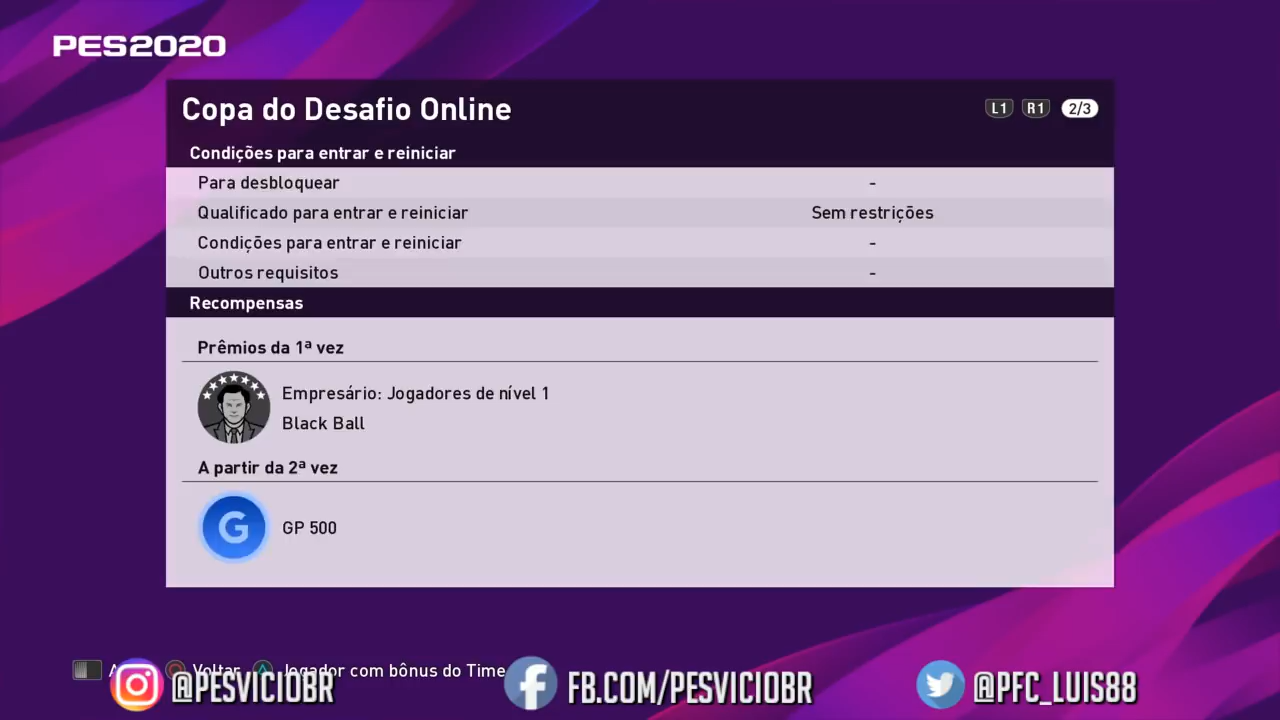 PES2020
Copa do Desafio Online
L1 R1 2/3
Condições para entrar e reiniciar
Para desbloquear -
Qualificado para entrar e reiniciar Sem restrições
Condições para entrar e reiniciar -
Outros requisitos -
Recompensas
Prêmios da 1ª vez
Empresário: Jogadores de nível 1
Black Ball
A partir da 2ª vez
G GP 500
Voltar Jogador com bônus do Time
@PESVICIOBR FB.COM/PESVICIOBR @PFC_LUIS88